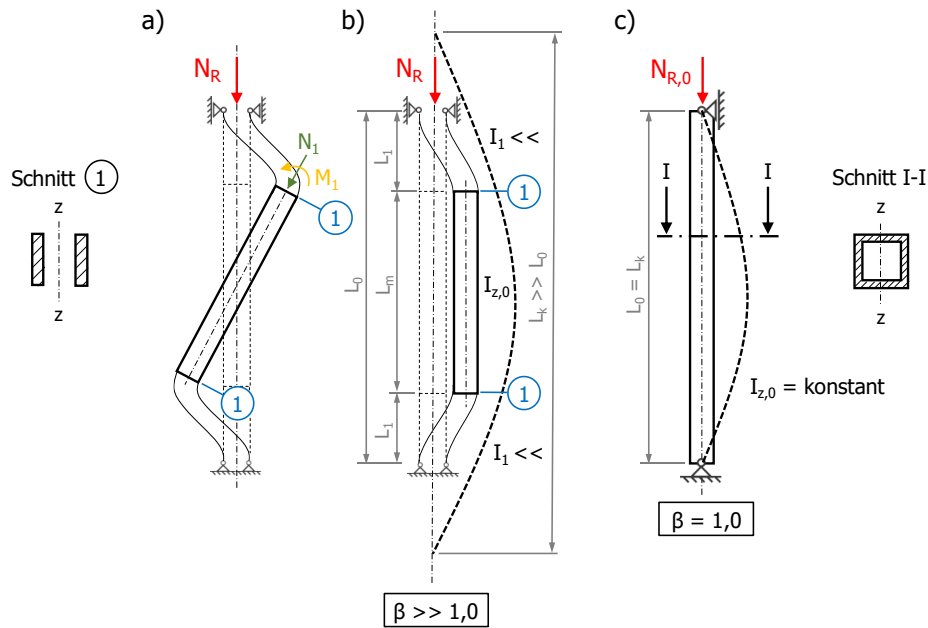 a)
b)
c)
N_R
N_R
N_R,0
N_1
M_1
I_1 <<
I_1 <<
Schnitt 1
z
z
1
1
1
1
L_1
L_m
L_1
L_0
I_z,0
L_k >> L_0
L_0 = L_k
I
I
Schnitt I-I
z
z
I_z,0 = konstant
β = 1,0
β >> 1,0